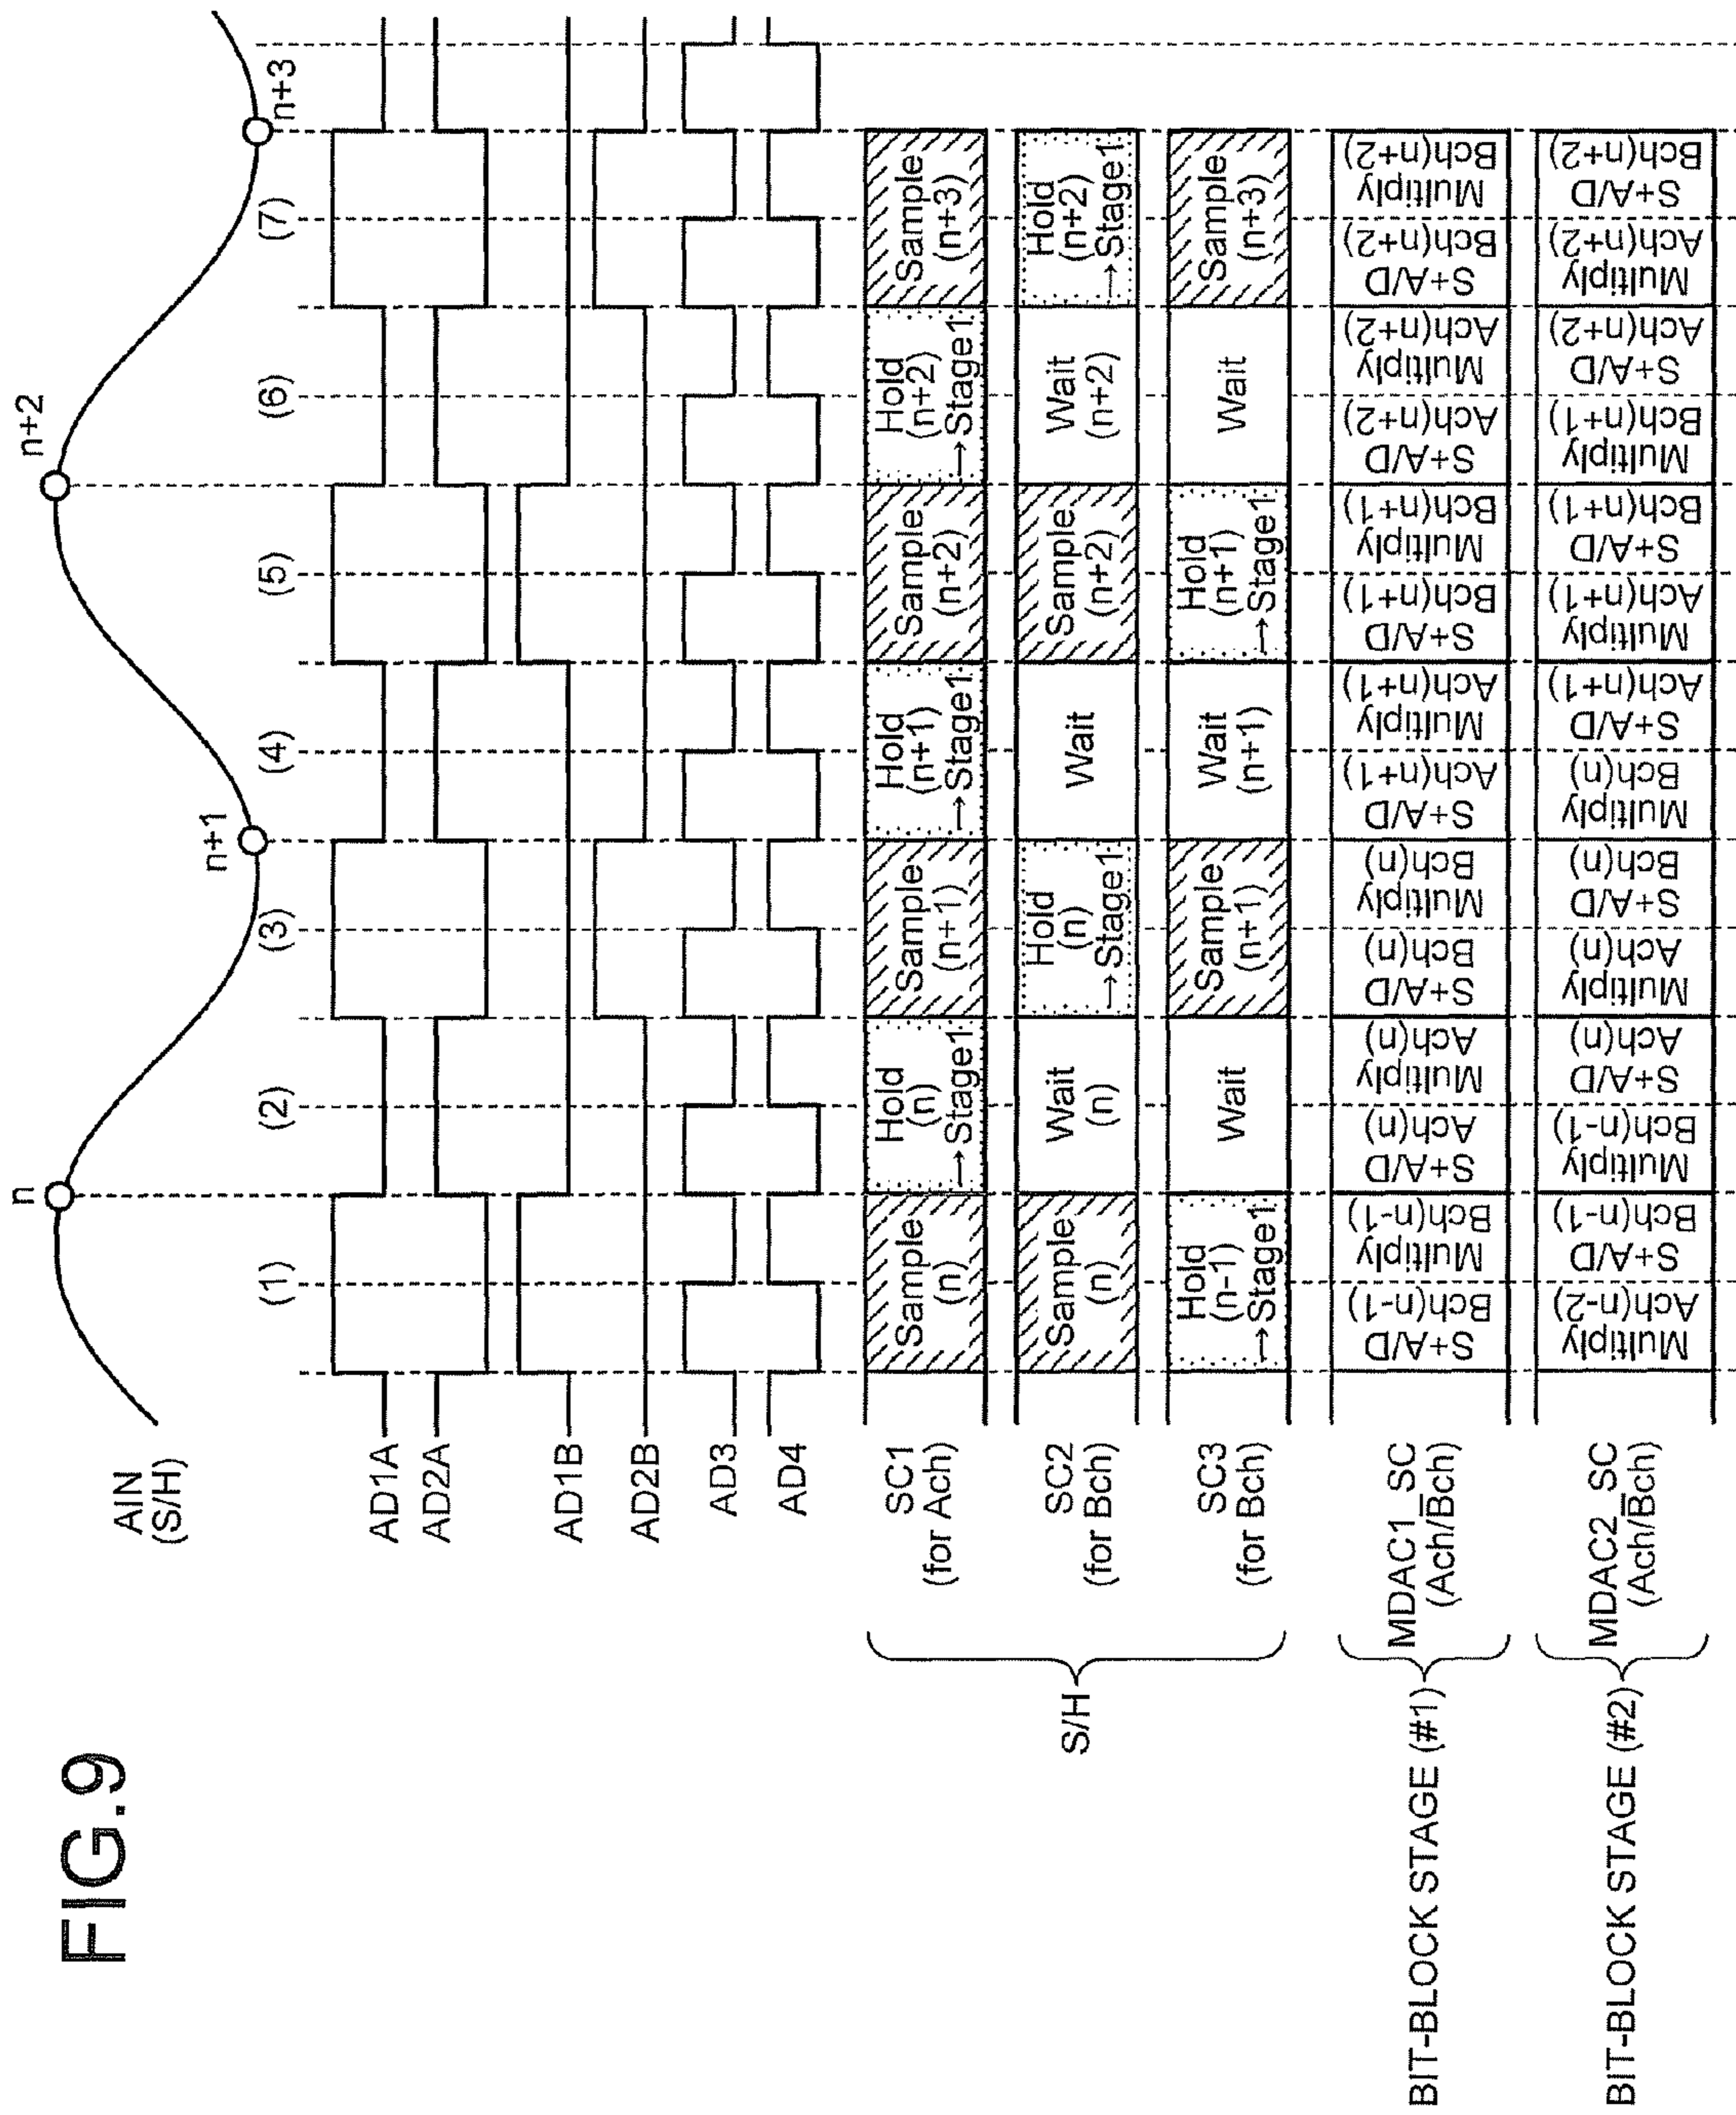 FIG.9
AIN
(S/H)
n
n+1
n+2
n+3
(1)
(2)
(3)
(4)
(5)
(6)
(7)
AD1A
AD2A
AD1B
AD2B
AD3
AD4
S/H
SC1
(for Ach)
Sample
(n)
Hold
(n)
→Stage1
Sample
(n+1)
Hold
(n+1)
→Stage1
Sample
(n+2)
Hold
(n+2)
→Stage1
Sample
(n+3)
SC2
(for Bch)
Sample
(n)
Wait
(n)
Hold
(n)
→Stage1
Wait
Sample
(n+2)
Wait
(n+2)
Hold
(n+2)
→Stage1
SC3
(for Bch)
Hold
(n-1)
→Stage1
Wait
Sample
(n+1)
Wait
(n+1)
Hold
(n+1)
→Stage1
Wait
Sample
(n+3)
BIT-BLOCK STAGE (#1)
MDAC1_SC
(Ach/Bch)
S+A/D
Bch(n-1)
Multiply
Bch(n-1)
S+A/D
Ach(n)
Multiply
Ach(n)
S+A/D
Bch(n)
Multiply
Bch(n)
S+A/D
Ach(n+1)
Multiply
Ach(n+1)
S+A/D
Bch(n+1)
Multiply
Bch(n+1)
S+A/D
Ach(n+2)
Multiply
Ach(n+2)
S+A/D
Bch(n+2)
Multiply
Bch(n+2)
BIT-BLOCK STAGE (#2)
MDAC2_SC
(Ach/Bch)
Multiply
Ach(n-2)
S+A/D
Bch(n-1)
Multiply
Bch(n-1)
S+A/D
Ach(n)
Multiply
Ach(n)
S+A/D
Bch(n)
Multiply
Bch(n)
S+A/D
Ach(n+1)
Multiply
Ach(n+1)
S+A/D
Bch(n+1)
Multiply
Bch(n+1)
S+A/D
Ach(n+2)
Multiply
Ach(n+2)
S+A/D
Bch(n+2)